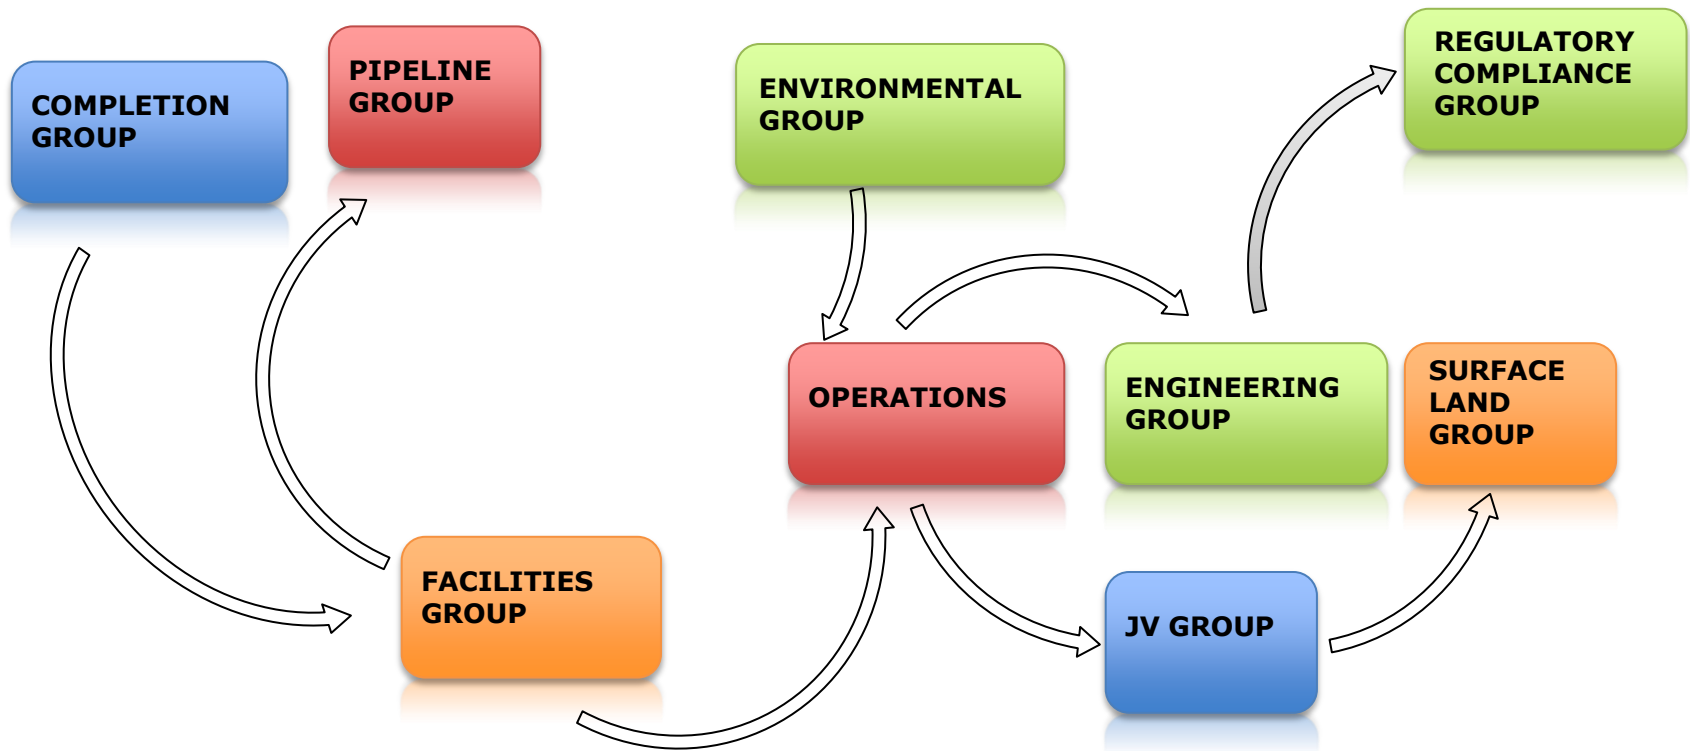 COMPLETION
GROUP
PIPELINE
GROUP
ENVIRONMENTAL
GROUP
REGULATORY
COMPLIANCE
GROUP
OPERATIONS
ENGINEERING
GROUP
SURFACE
LAND
GROUP
FACILITIES
GROUP
JV GROUP